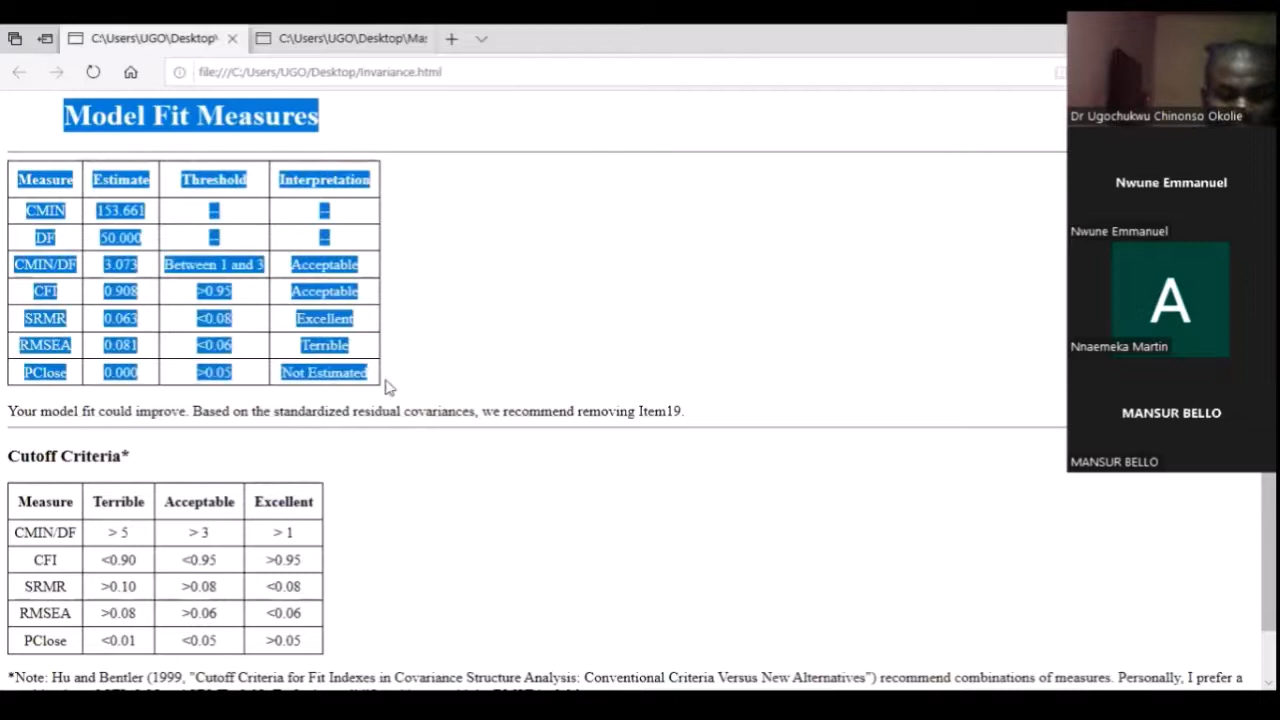 C:\Users\UGO\Desktop\
C:\Users\UGO\Desktop\Ma:
file:///C:/Users/UGO/Desktop/Invariance.html
Model Fit Measures
Measure Estimate Threshold Interpretation
CMIN 153.661 -- --
DF 50.000 -- --
CMIN/DF 3.073 Between 1 and 3 Acceptable
CFI 0.908 >0.95 Acceptable
SRMR 0.063 <0.08 Excellent
RMSEA 0.081 <0.06 Terrible
PClose 0.000 >0.05 Not Estimated
Your model fit could improve. Based on the standardized residual covariances, we recommend removing Item19.
Cutoff Criteria*
Measure Terrible Acceptable Excellent
CMIN/DF > 5 > 3 > 1
CFI <0.90 <0.95 >0.95
SRMR >0.10 >0.08 <0.08
RMSEA >0.08 >0.06 <0.06
PClose <0.01 <0.05 >0.05
*Note: Hu and Bentler (1999, "Cutoff Criteria for Fit Indexes in Covariance Structure Analysis: Conventional Criteria Versus New Alternatives") recommend combinations of measures. Personally, I prefer a
Dr Ugochukwu Chinonso Okolie
Nwune Emmanuel
Nwune Emmanuel
A
Nnaemeka Martin
MANSUR BELLO
MANSUR BELLO